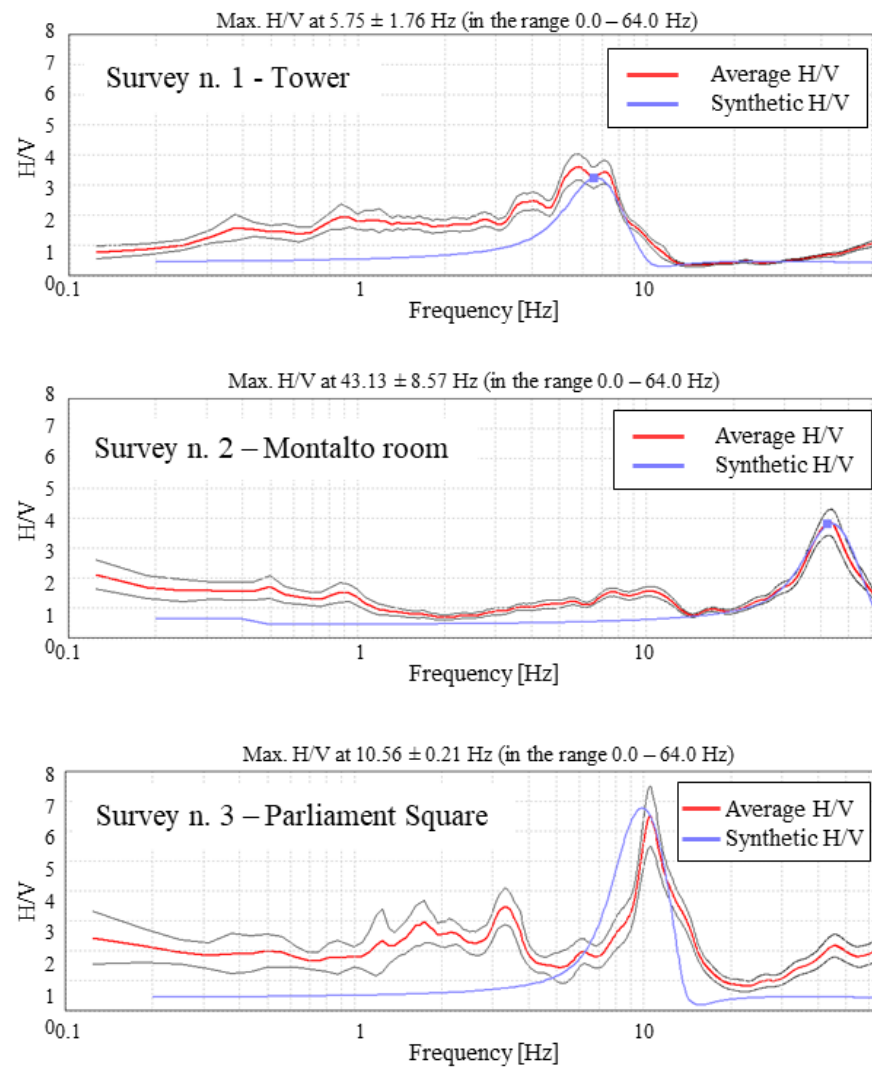 Max. H/V at 5.75 ± 1.76 Hz (in the range 0.0 – 64.0 Hz)
8
7
6
5
4
3
2
1
0
H/V
Survey n. 1 - Tower
Average H/V
Synthetic H/V
0.1
1
10
Frequency [Hz]
Max. H/V at 43.13 ± 8.57 Hz (in the range 0.0 – 64.0 Hz)
8
7
6
5
4
3
2
1
0
H/V
Survey n. 2 – Montalto room
Average H/V
Synthetic H/V
0.1
1
10
Frequency [Hz]
Max. H/V at 10.56 ± 0.21 Hz (in the range 0.0 – 64.0 Hz)
8
7
6
5
4
3
2
1
0
H/V
Survey n. 3 – Parliament Square
Average H/V
Synthetic H/V
0.1
1
10
Frequency [Hz]